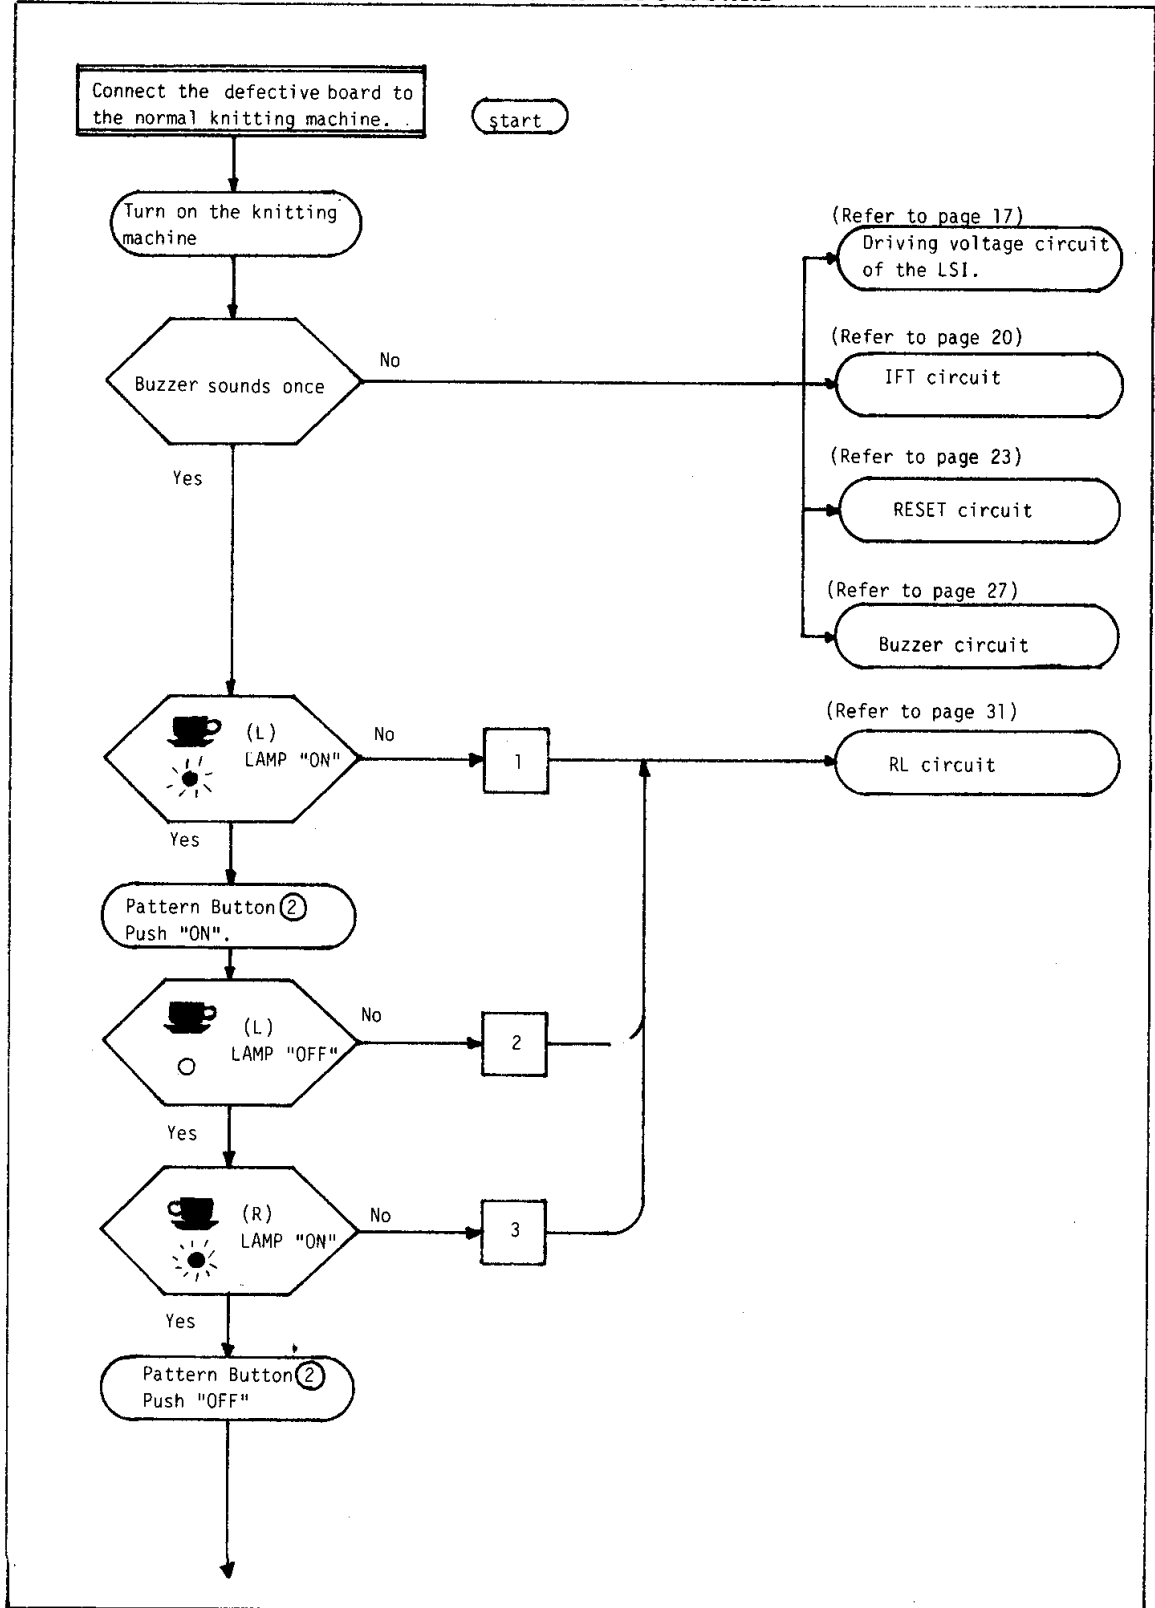 Connect the defective board to
the normal knitting machine.
start
Turn on the knitting
machine
(Refer to page 17)
Driving voltage circuit
of the LSI.
Buzzer sounds once
No
(Refer to page 20)
IFT circuit
Yes
(Refer to page 23)
RESET circuit
(Refer to page 27)
Buzzer circuit
(L)
LAMP "ON"
No
1
(Refer to page 31)
RL circuit
Yes
Pattern Button ②
Push "ON".
(L)
LAMP "OFF"
No
2
Yes
(R)
LAMP "ON"
No
3
Yes
Pattern Button ②
Push "OFF"